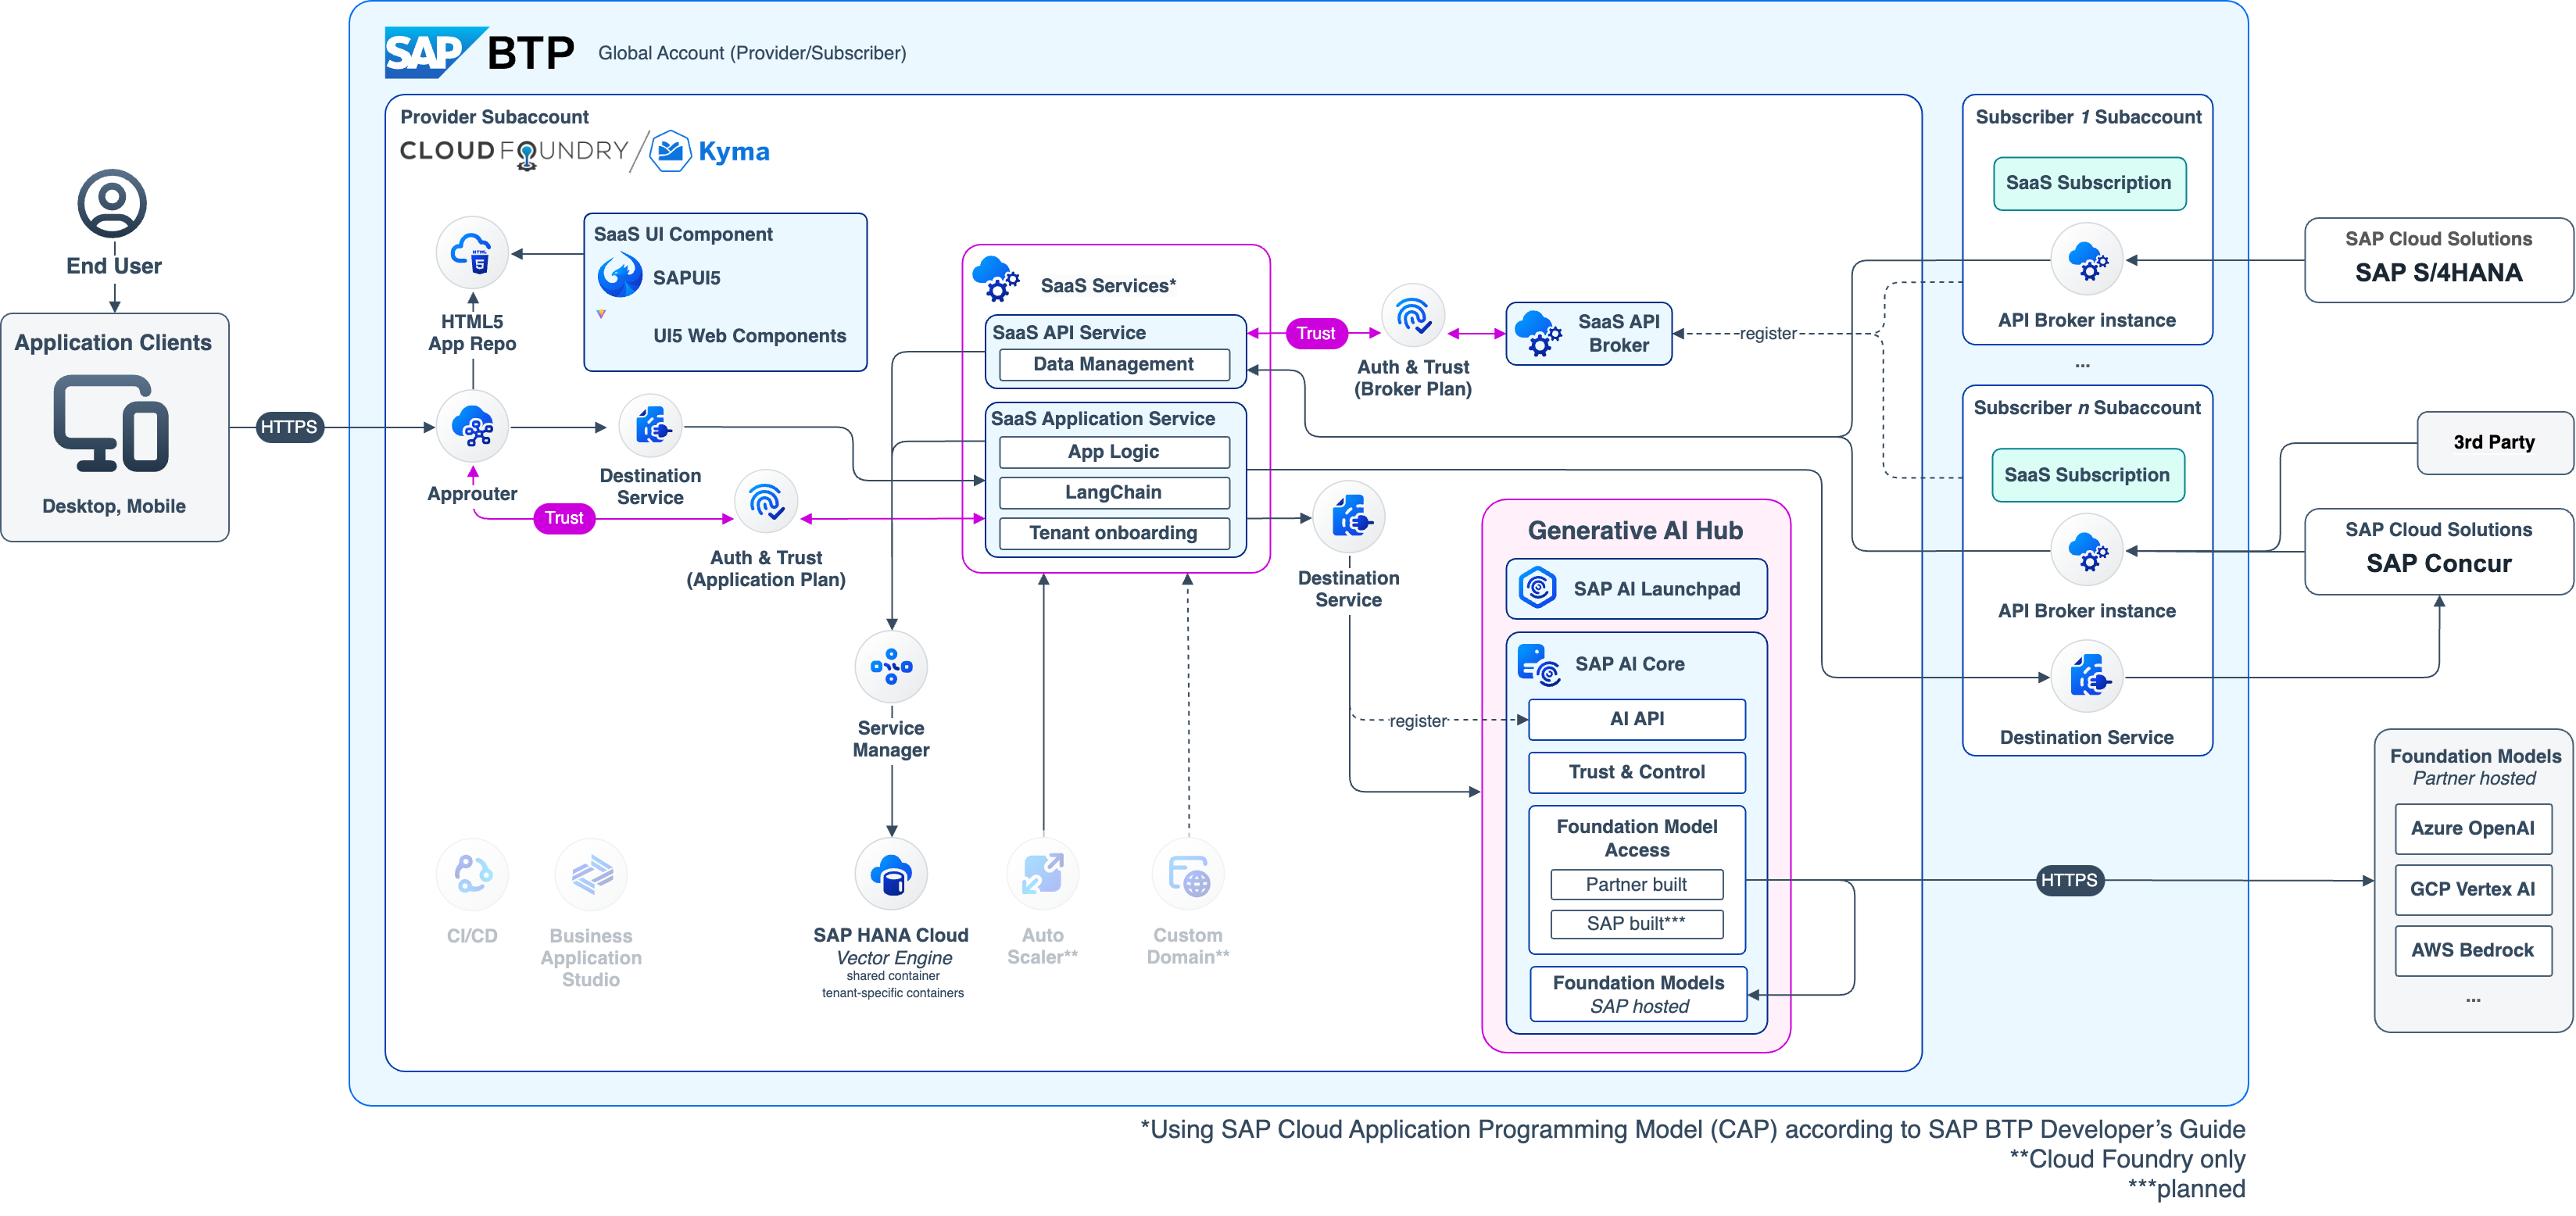 SAP BTP
Global Account (Provider/Subscriber)
Provider Subaccount
CLOUD FOUNDRY / Kyma
End User
Application Clients
Desktop, Mobile
HTTPS
HTML5
App Repo
Approuter
SaaS UI Component
SAPUI5
UI5 Web Components
Destination
Service
Trust
Auth & Trust
(Application Plan)
SaaS Services*
SaaS API Service
Data Management
SaaS Application Service
App Logic
LangChain
Tenant onboarding
Trust
Auth & Trust
(Broker Plan)
SaaS API
Broker
register
Destination
Service
register
Service
Manager
SAP HANA Cloud
Vector Engine
shared container
tenant-specific containers
CI/CD
Business
Application
Studio
Auto
Scaler**
Custom
Domain**
Generative AI Hub
SAP AI Launchpad
SAP AI Core
AI API
Trust & Control
Foundation Model
Access
Partner built
SAP built***
Foundation Models
SAP hosted
Subscriber 1 Subaccount
SaaS Subscription
API Broker instance
...
Subscriber n Subaccount
SaaS Subscription
API Broker instance
Destination Service
HTTPS
SAP Cloud Solutions
SAP S/4HANA
3rd Party
SAP Cloud Solutions
SAP Concur
Foundation Models
Partner hosted
Azure OpenAI
GCP Vertex AI
AWS Bedrock
...
*Using SAP Cloud Application Programming Model (CAP) according to SAP BTP Developer’s Guide
**Cloud Foundry only
***planned